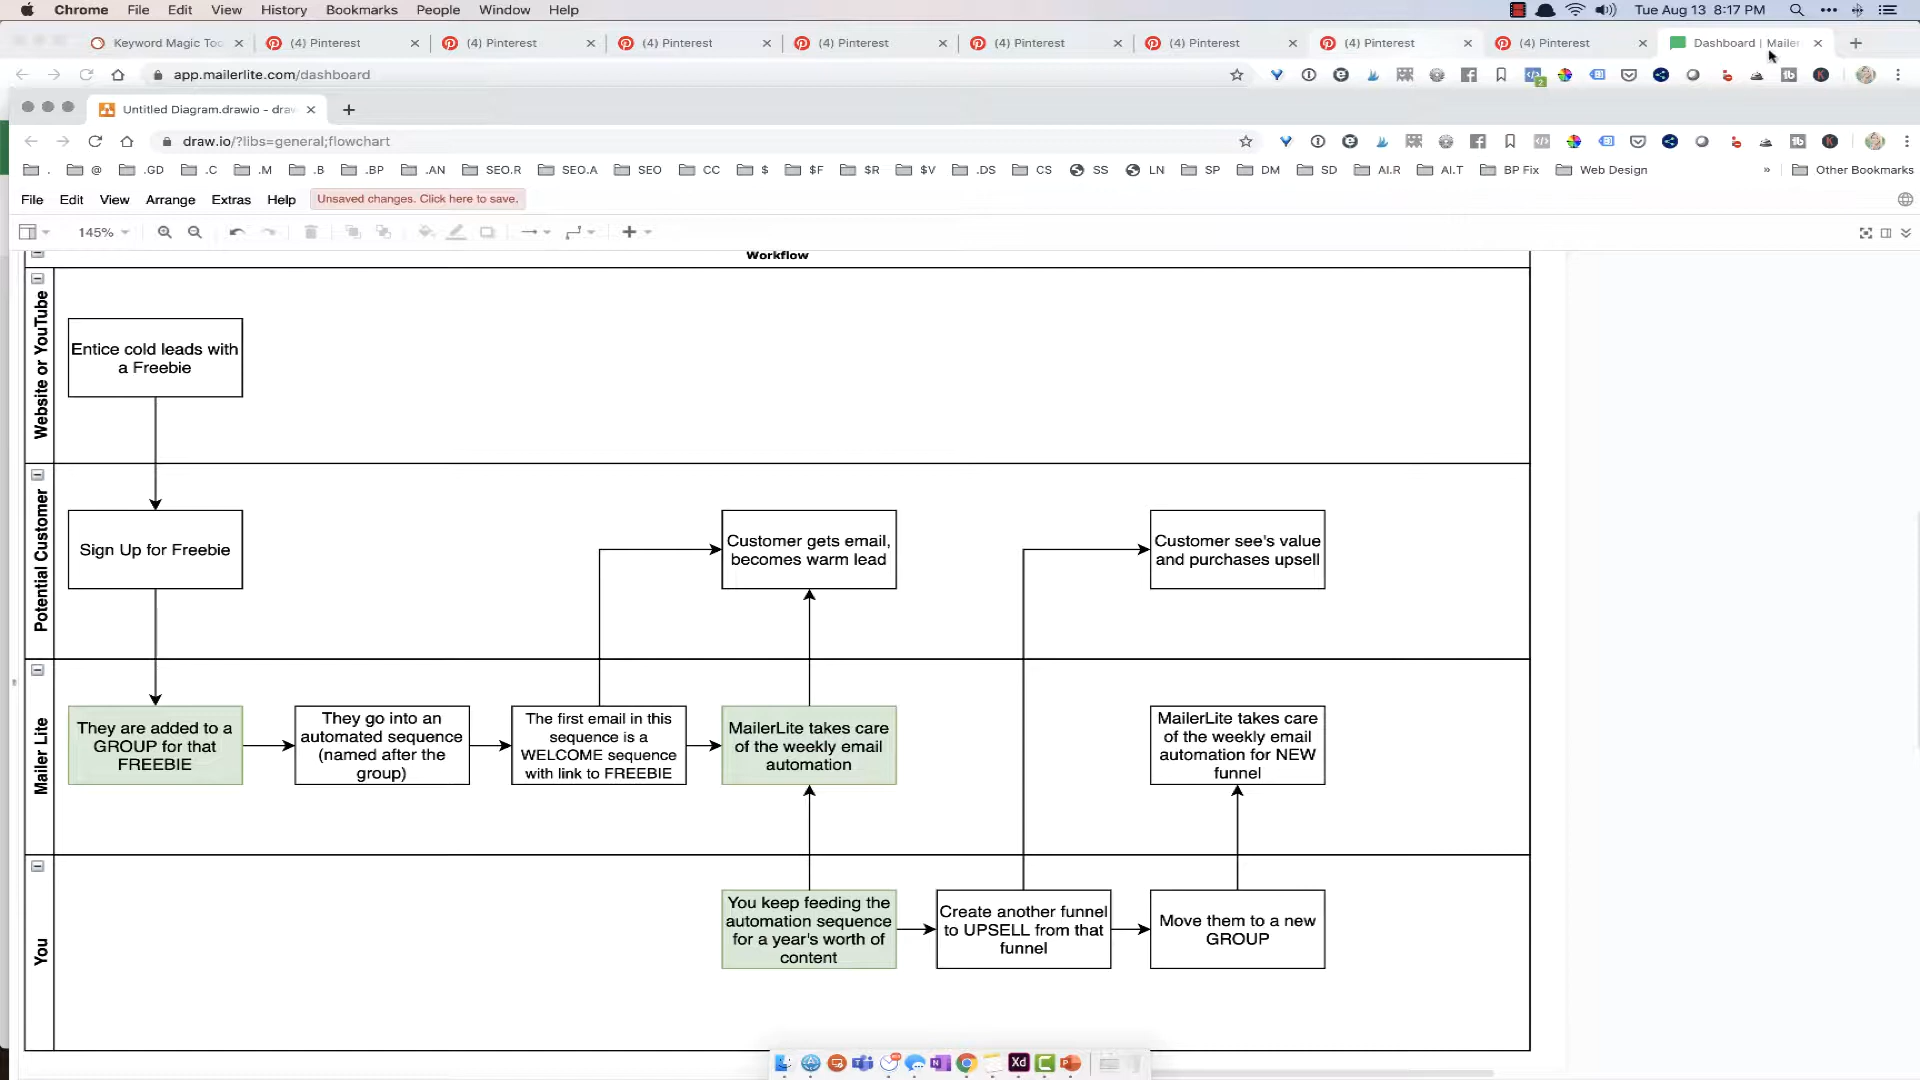 Chrome File Edit View History Bookmarks People Window Help
Tue Aug 13 8:17 PM
Keyword Magic Too
(4) Pinterest
(4) Pinterest
(4) Pinterest
(4) Pinterest
(4) Pinterest
(4) Pinterest
(4) Pinterest
(4) Pinterest
Dashboard | Mailer
app.mailerlite.com/dashboard
Untitled Diagram.drawio - draw
draw.io/?libs=general;flowchart
. @ .GD .C .M .B .BP .AN SEO.R SEO.A SEO CC $ $F $R $V .DS CS SS LN SP DM SD AI.R AI.T BP Fix Web Design » Other Bookmarks
File Edit View Arrange Extras Help Unsaved changes. Click here to save.
145%
Workflow
Website or YouTube
Entice cold leads with
a Freebie
Potential Customer
Sign Up for Freebie
Customer gets email,
becomes warm lead
Customer see's value
and purchases upsell
Mailer Lite
They are added to a
GROUP for that
FREEBIE
They go into an
automated sequence
(named after the
group)
The first email in this
sequence is a
WELCOME sequence
with link to FREEBIE
MailerLite takes care
of the weekly email
automation
MailerLite takes care
of the weekly email
automation for NEW
funnel
You
You keep feeding the
automation sequence
for a year's worth of
content
Create another funnel
to UPSELL from that
funnel
Move them to a new
GROUP
Xd